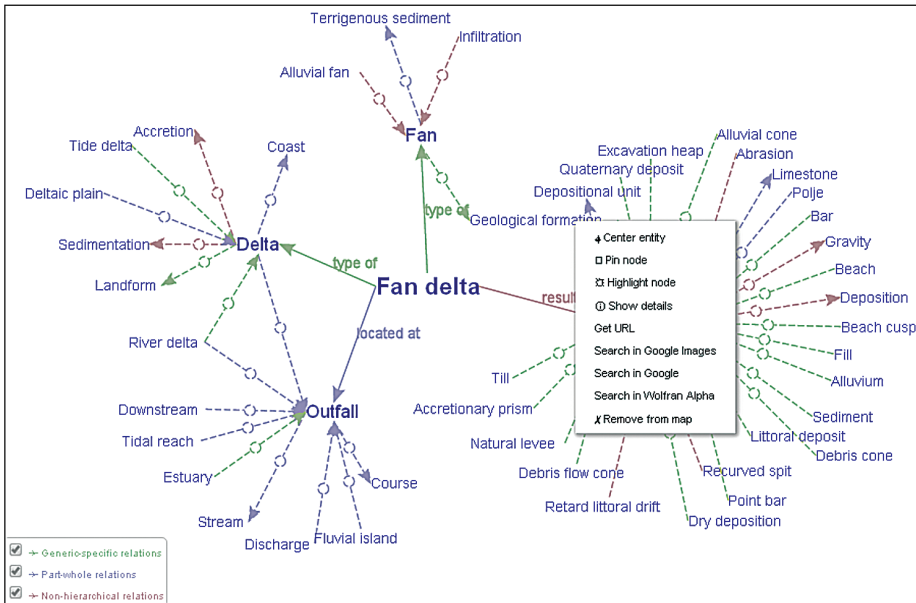 Terrigenous sediment
Infiltration
Alluvial fan
Fan
Accretion
Tide delta
Coast
Deltaic plain
Sedimentation
Delta
Landform
type of
type of
Geological formation
Fan delta
result
located at
River delta
Downstream
Outfall
Tidal reach
Estuary
Stream
Course
Discharge
Fluvial island
Alluvial cone
Excavation heap
Abrasion
Quaternary deposit
Limestone
Depositional unit
Polje
Bar
Gravity
Beach
Deposition
Beach cusp
Fill
Alluvium
Sediment
Littoral deposit
Debris cone
Recurved spit
Point bar
Dry deposition
Retard littoral drift
Debris flow cone
Natural levee
Accretionary prism
Till
Center entity
Pin node
Highlight node
Show details
Get URL
Search in Google Images
Search in Google
Search in Wolfran Alpha
Remove from map
Generic-specific relations
Part-whole relations
Non-hierarchical relations